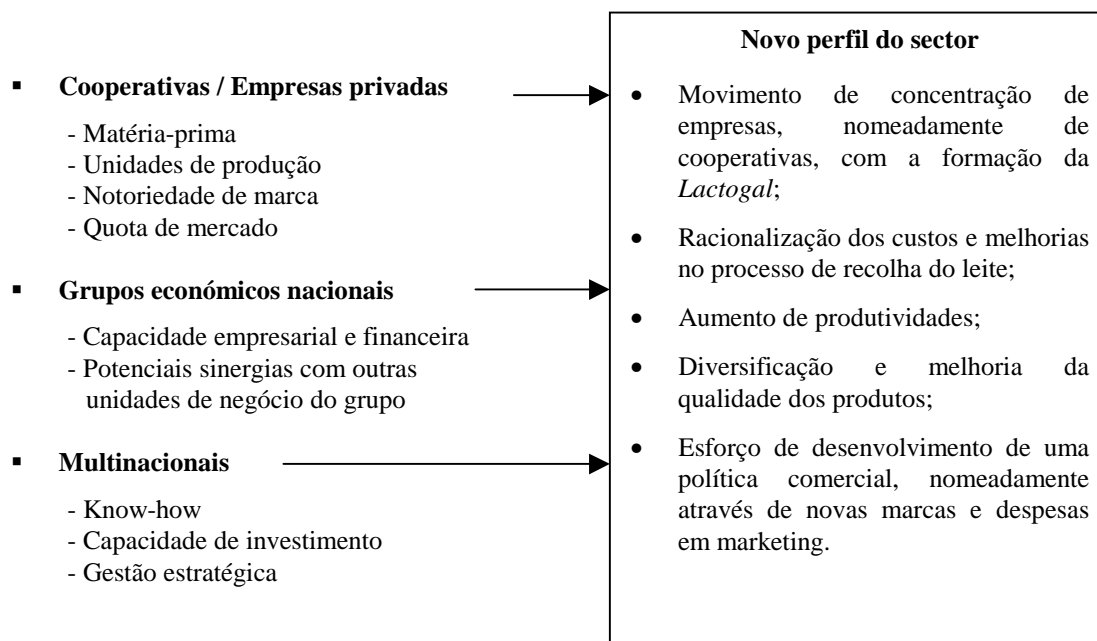 ▪ Cooperativas / Empresas privadas
- Matéria-prima
- Unidades de produção
- Notoriedade de marca
- Quota de mercado
▪ Grupos económicos nacionais
- Capacidade empresarial e financeira
- Potenciais sinergias com outras
unidades de negócio do grupo
▪ Multinacionais
- Know-how
- Capacidade de investimento
- Gestão estratégica
Novo perfil do sector
• Movimento de concentração de
empresas, nomeadamente de
cooperativas, com a formação da
Lactogal;
• Racionalização dos custos e melhorias
no processo de recolha do leite;
• Aumento de produtividades;
• Diversificação e melhoria da
qualidade dos produtos;
• Esforço de desenvolvimento de uma
política comercial, nomeadamente
através de novas marcas e despesas
em marketing.